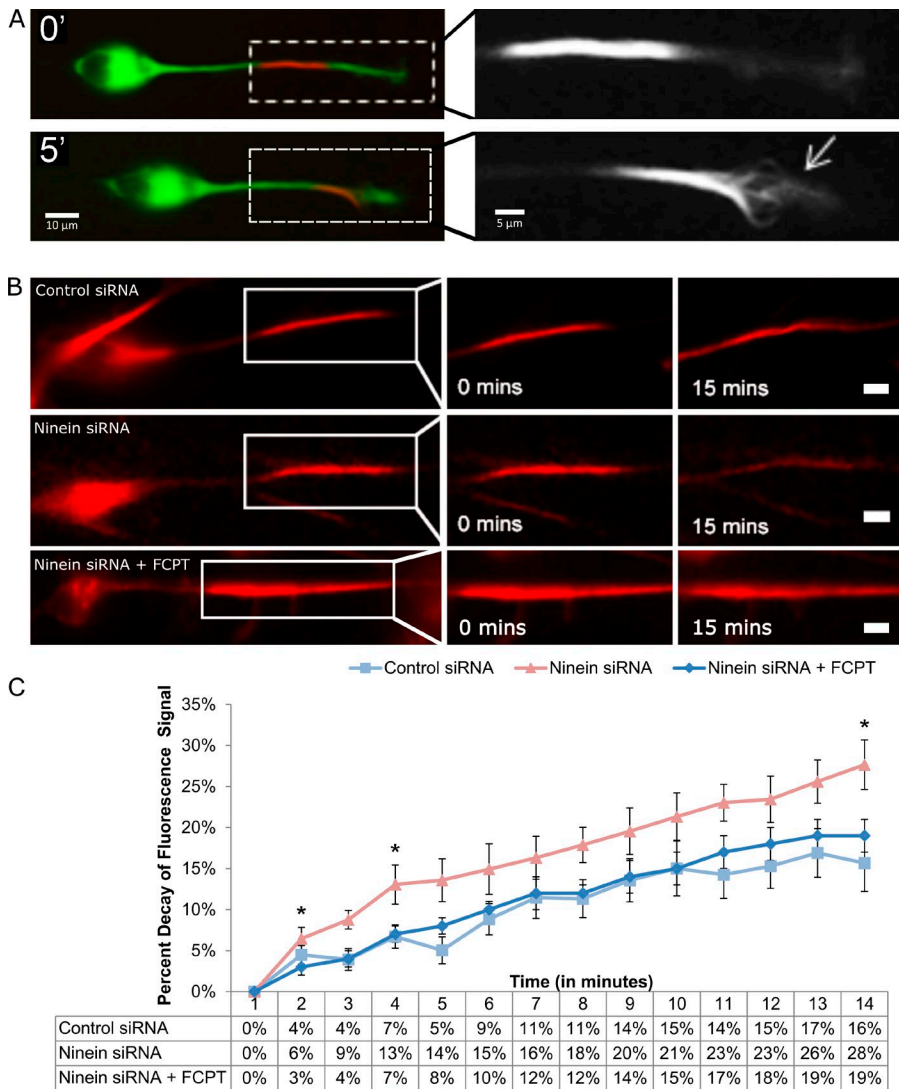 A
0'
5'
10 µm
5 µm
B
Control siRNA
0 mins
15 mins
Ninein siRNA
0 mins
15 mins
Ninein siRNA + FCPT
0 mins
15 mins
Control siRNA Ninein siRNA Ninein siRNA + FCPT
C
Percent Decay of Fluorescence Signal
35%
30%
25%
20%
15%
10%
5%
0%
* * *
Time (in minutes)
1 2 3 4 5 6 7 8 9 10 11 12 13 14
Control siRNA 0% 4% 4% 7% 5% 9% 11% 11% 14% 15% 14% 15% 17% 16%
Ninein siRNA 0% 6% 9% 13% 14% 15% 16% 18% 20% 21% 23% 23% 26% 28%
Ninein siRNA + FCPT 0% 3% 4% 7% 8% 10% 12% 12% 14% 15% 17% 18% 19% 19%